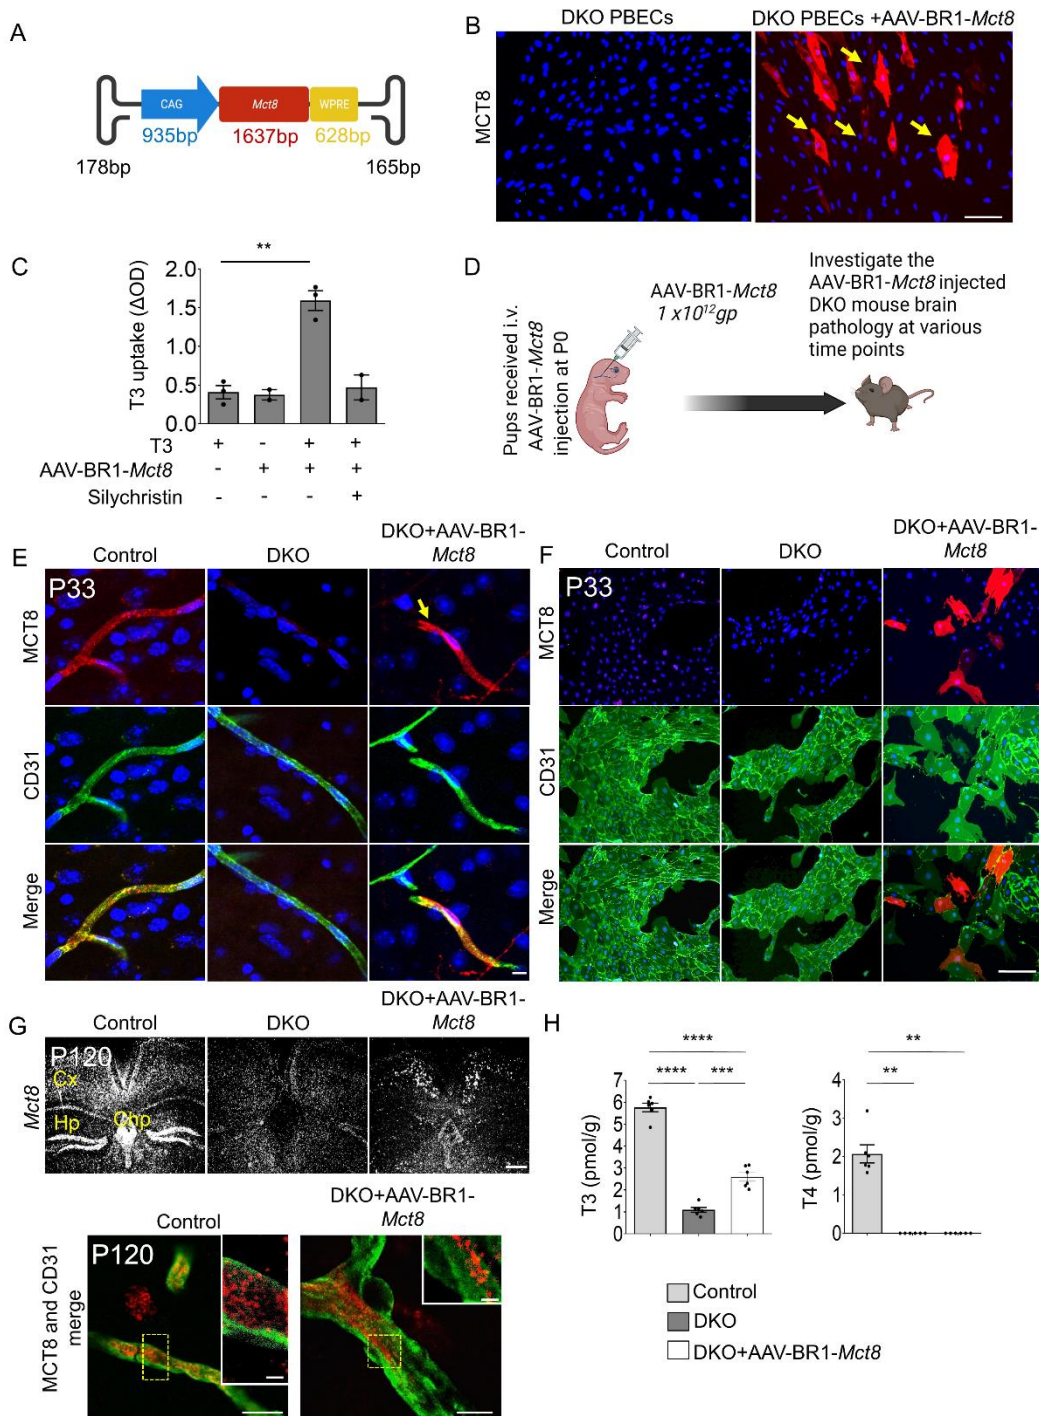 A
CAG
Mct8
WPRE
935bp
1637bp
628bp
178bp
165bp
B
DKO PBECs
DKO PBECs +AAV-BR1-Mct8
MCT8
C
**
T3 uptake (ΔOD)
2.0
1.5
1.0
0.5
0.0
T3 + - + +
AAV-BR1-Mct8 - + + +
Silychristin - - - +
D
Pups received i.v.
AAV-BR1-Mct8
injection at P0
AAV-BR1-Mct8
1 x10¹²gp
Investigate the
AAV-BR1-Mct8 injected
DKO mouse brain
pathology at various
time points
E
Control
DKO
DKO+AAV-BR1-
Mct8
P33
MCT8
CD31
Merge
F
Control
DKO
DKO+AAV-BR1-
Mct8
P33
MCT8
CD31
Merge
G
Control
DKO
DKO+AAV-BR1-
Mct8
P120
Cx
Hp
Chp
Mct8
Control
DKO+AAV-BR1-
Mct8
P120
MCT8 and CD31
merge
H
****
**** ***
T3 (pmol/g)
7
6
5
4
3
2
1
0
**
**
T4 (pmol/g)
4
3
2
1
0
Control
DKO
DKO+AAV-BR1-Mct8